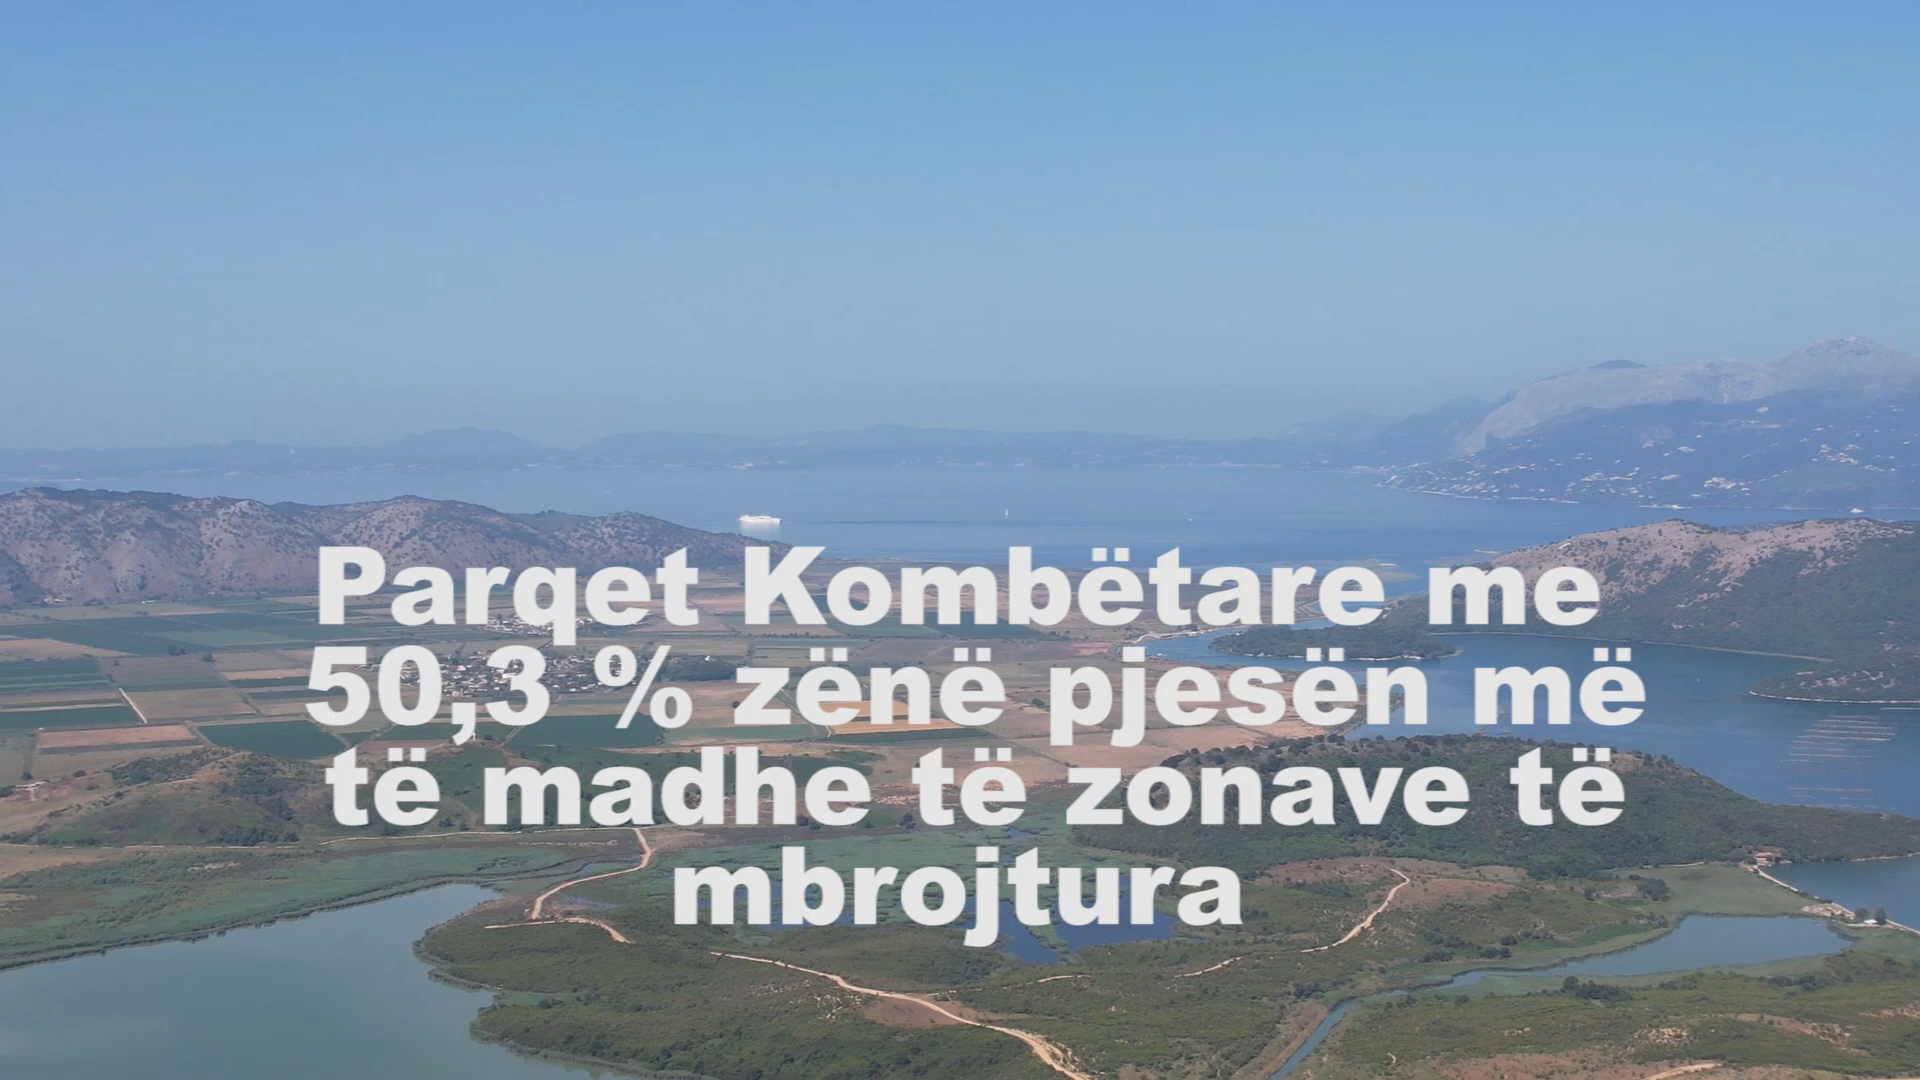 Parqet Kombëtare me
50,3 % zënë pjesën më
të madhe të zonave të
mbrojtura